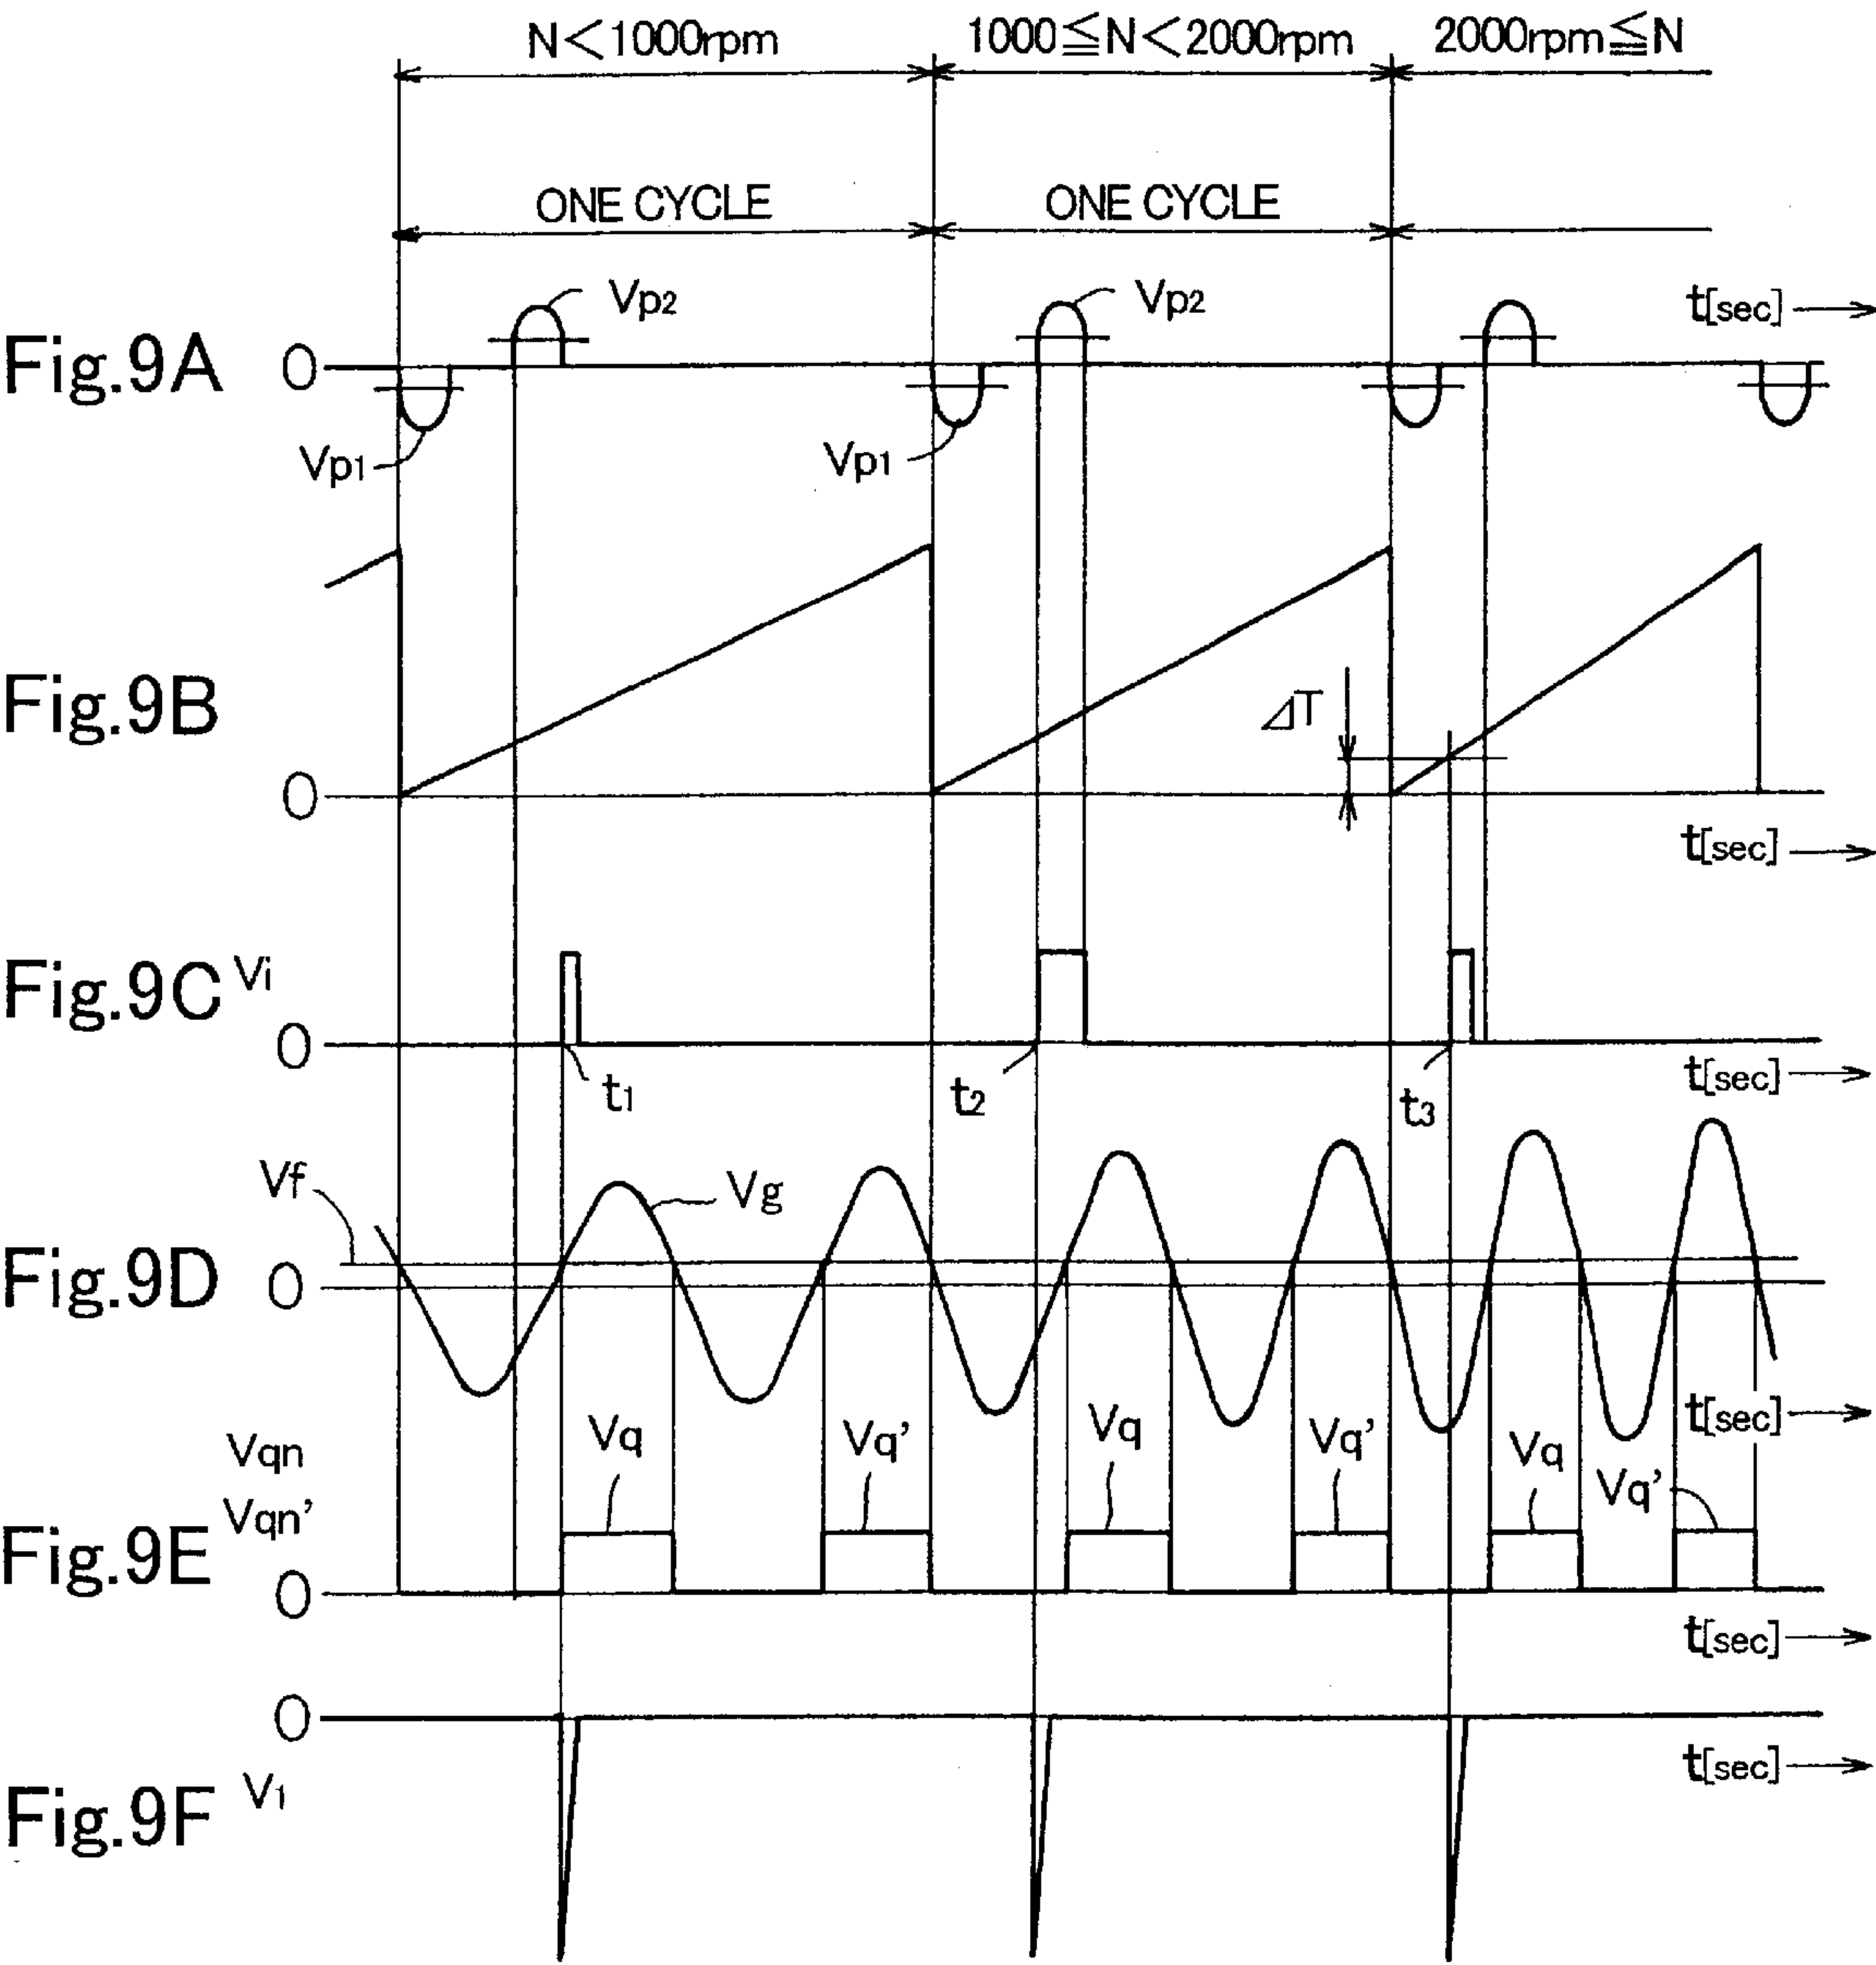 N<1000rpm 1000≦N<2000rpm 2000rpm≦N
ONE CYCLE ONE CYCLE
Vp2 Vp2 t[sec]
Fig.9A 0
Vp1 Vp1
Fig.9B ⊿T
0
t[sec]
Fig.9C Vi
0
t1 t2 t3 t[sec]
Vf Vg
Fig.9D 0
t[sec]
Vq Vq' Vq Vq' Vq Vq'
Vqn
Vqn'
Fig.9E 0
t[sec]
0
t[sec]
Fig.9F V1